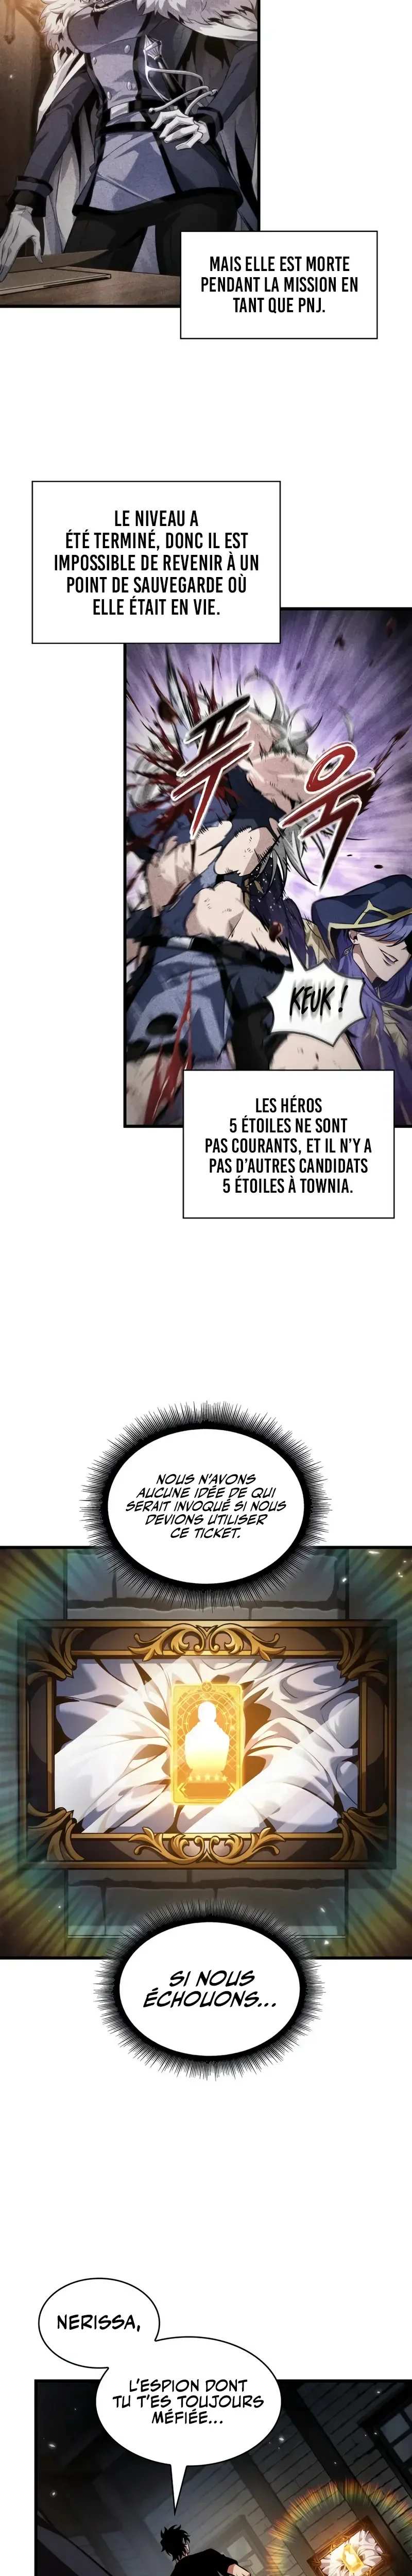 MAIS ELLE EST MORTE
PENDANT LA MISSION EN
TANT QUE PNJ.
LE NIVEAU A
ÉTÉ TERMINÉ, DONC IL EST
IMPOSSIBLE DE REVENIR À UN
POINT DE SAUVEGARDE OÙ
ELLE ÉTAIT EN VIE.
푸욱
KEUK !
LES HÉROS
5 ÉTOILES NE SONT
PAS COURANTS, ET IL N'Y A
PAS D'AUTRES CANDIDATS
5 ÉTOILES À TOWNIA.
NOUS N'AVONS
AUCUNE IDÉE DE QUI
SERAIT INVOQUÉ SI NOUS
DEVIONS UTILISER
CE TICKET.
SI NOUS
ÉCHOUONS...
NERISSA,
L'ESPION DONT
TU T'ES TOUJOURS
MÉFIÉE...